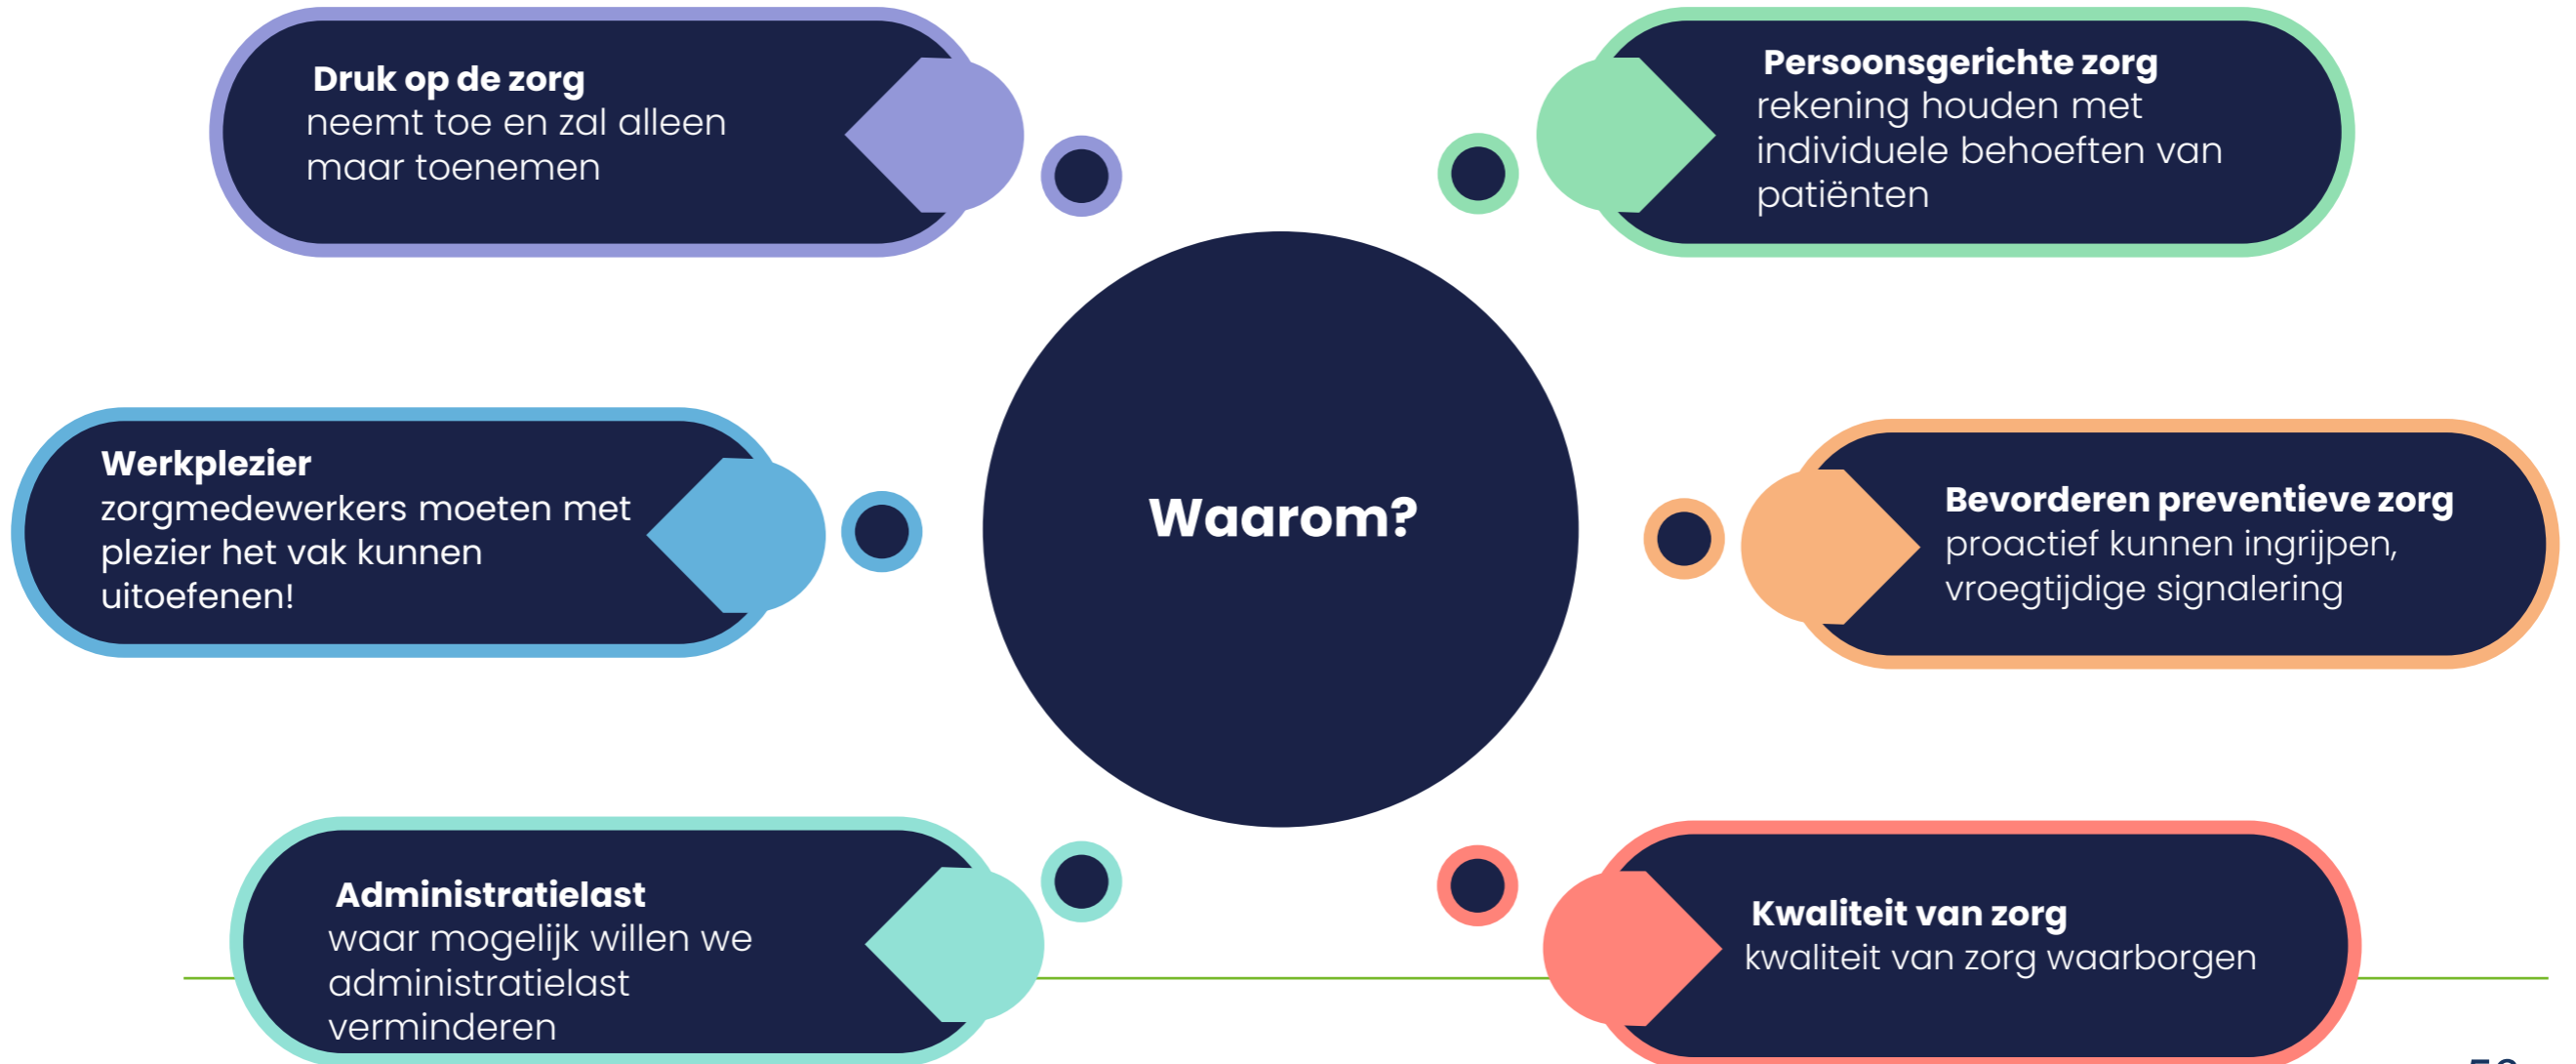 Druk op de zorg
neemt toe en zal alleen
maar toenemen
Persoonsgerichte zorg
rekening houden met
individuele behoeften van
patiënten
Werkplezier
zorgmedewerkers moeten met
plezier het vak kunnen
uitoefenen!
Waarom?
Bevorderen preventieve zorg
proactief kunnen ingrijpen,
vroegtijdige signalering
Administratielast
waar mogelijk willen we
administratielast
verminderen
Kwaliteit van zorg
kwaliteit van zorg waarborgen